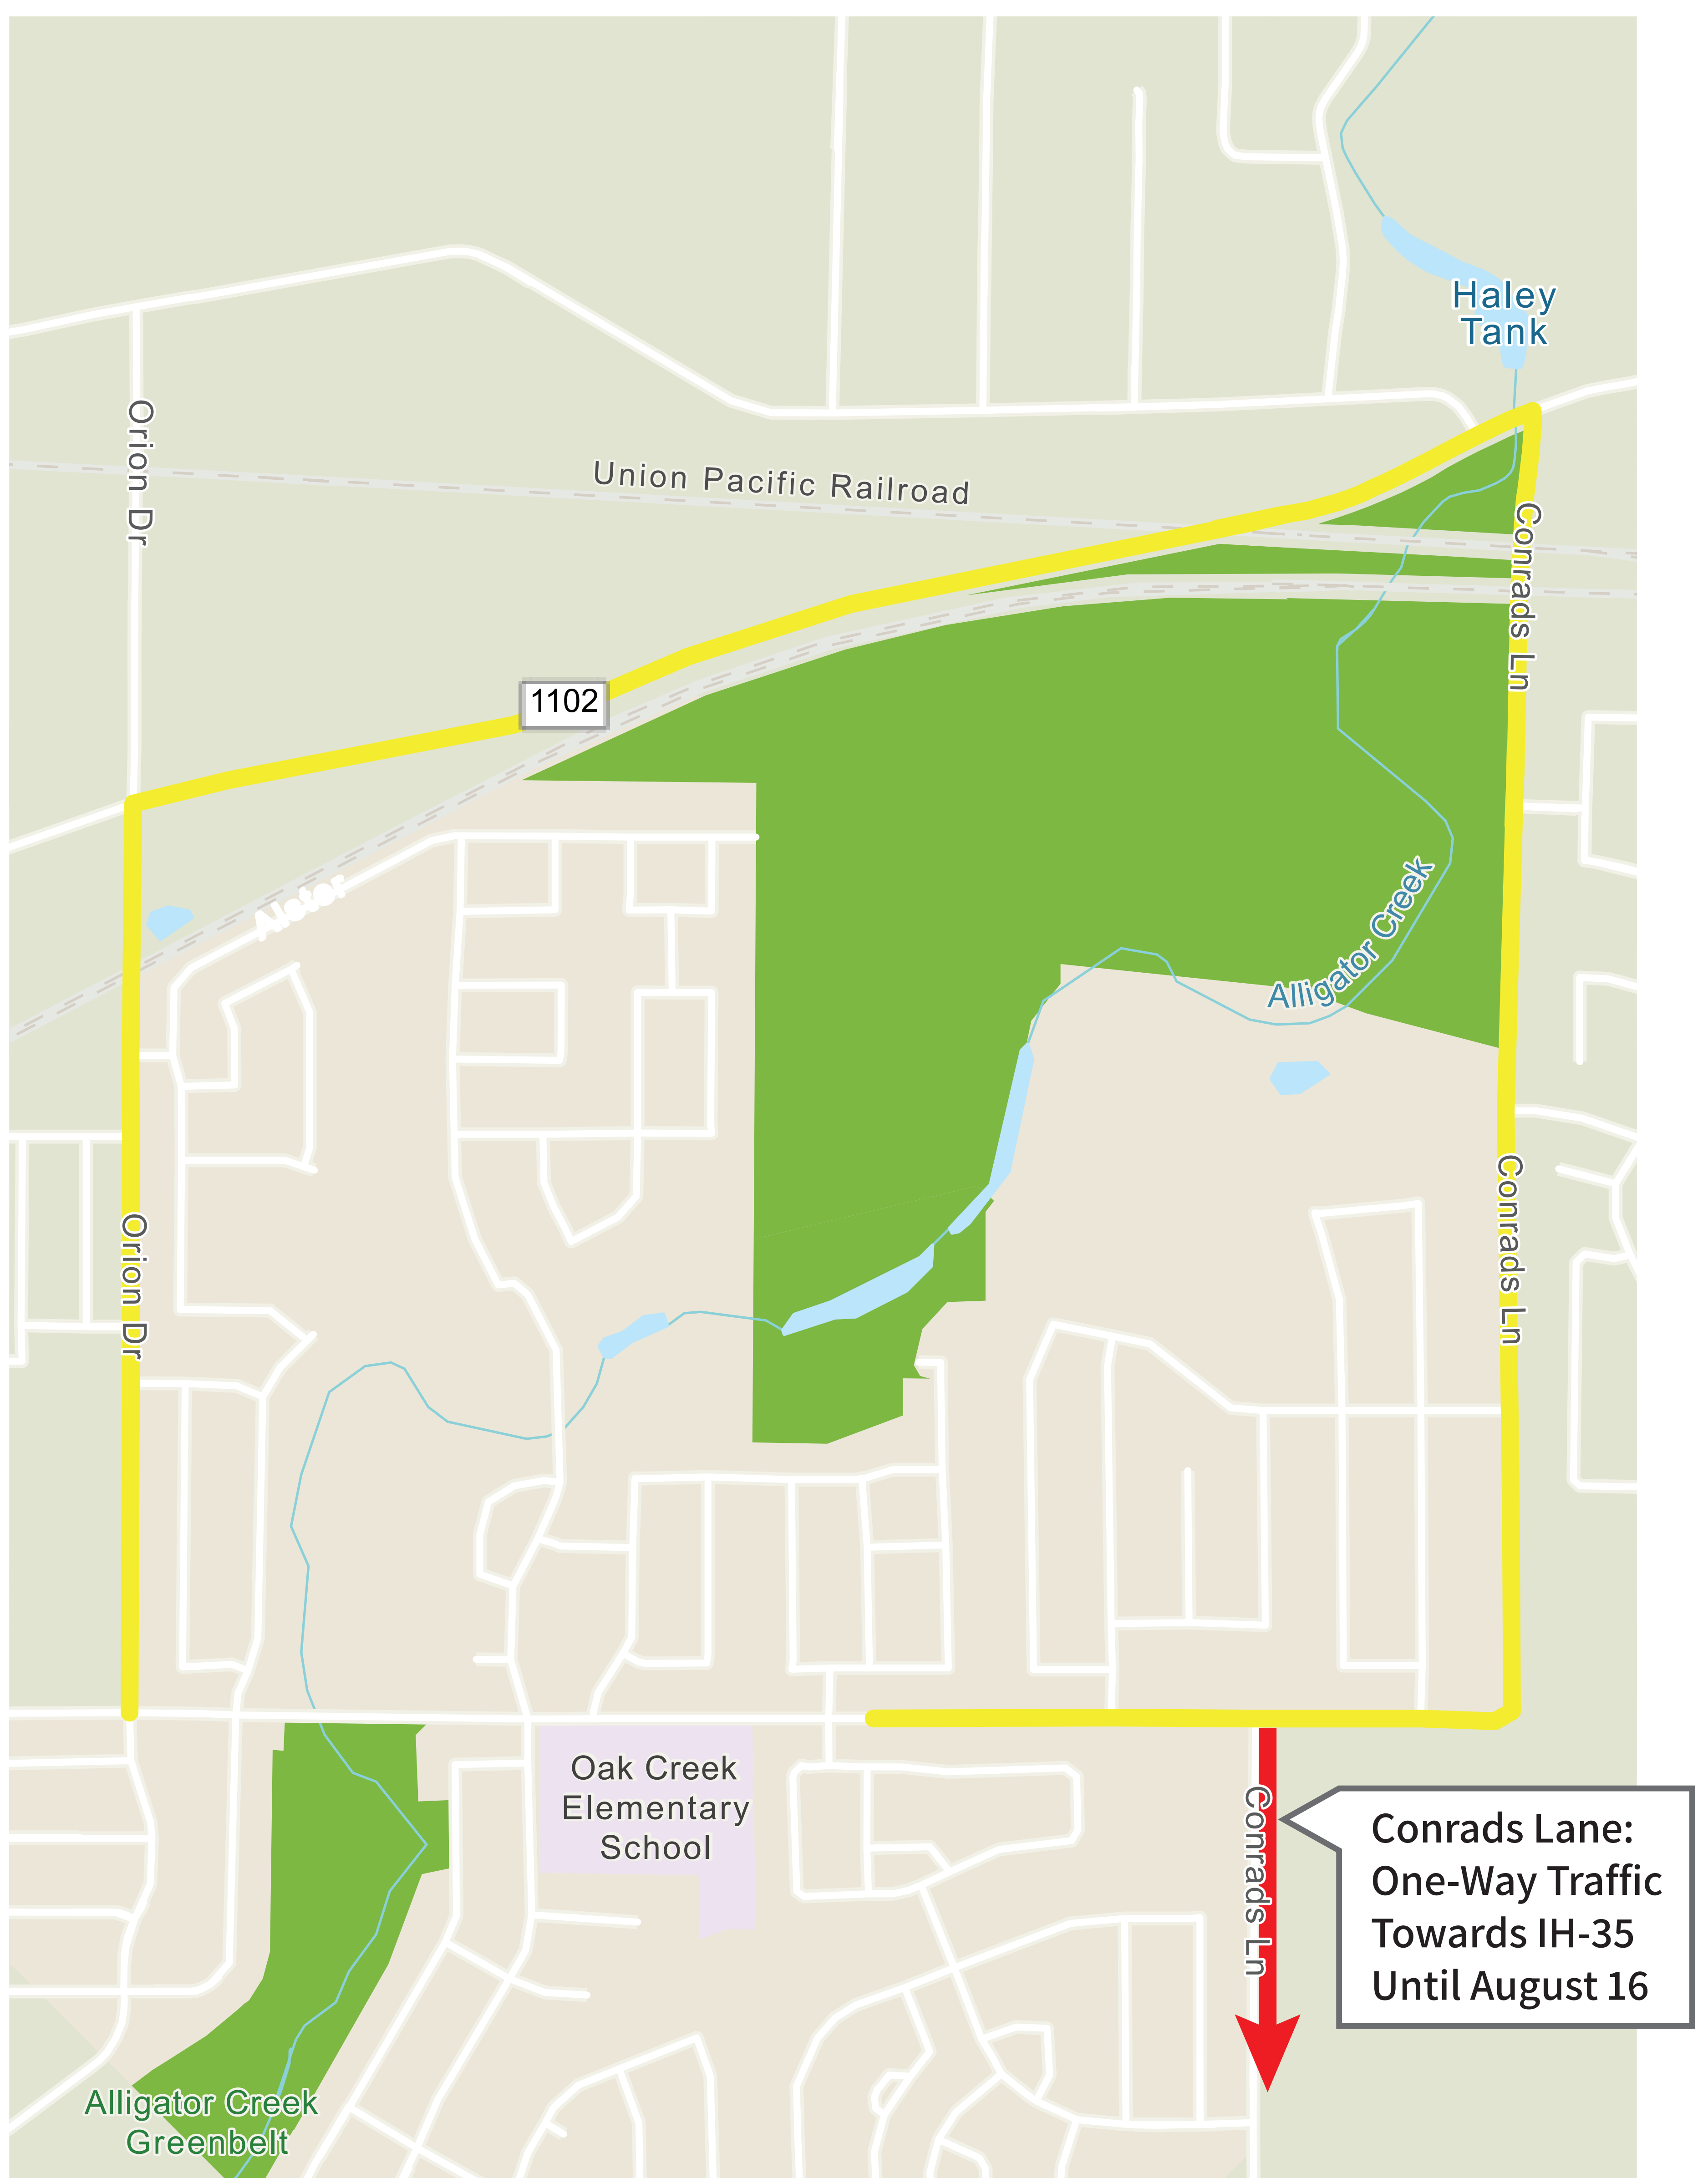 Haley
Tank
Orion Dr
Union Pacific Railroad
Conrads Ln
1102
Alligator Creek
Conrads Ln
Orion Dr
Oak Creek
Elementary
School
Conrads Ln
Conrads Lane:
One-Way Traffic
Towards IH-35
Until August 16
Alligator Creek
Greenbelt